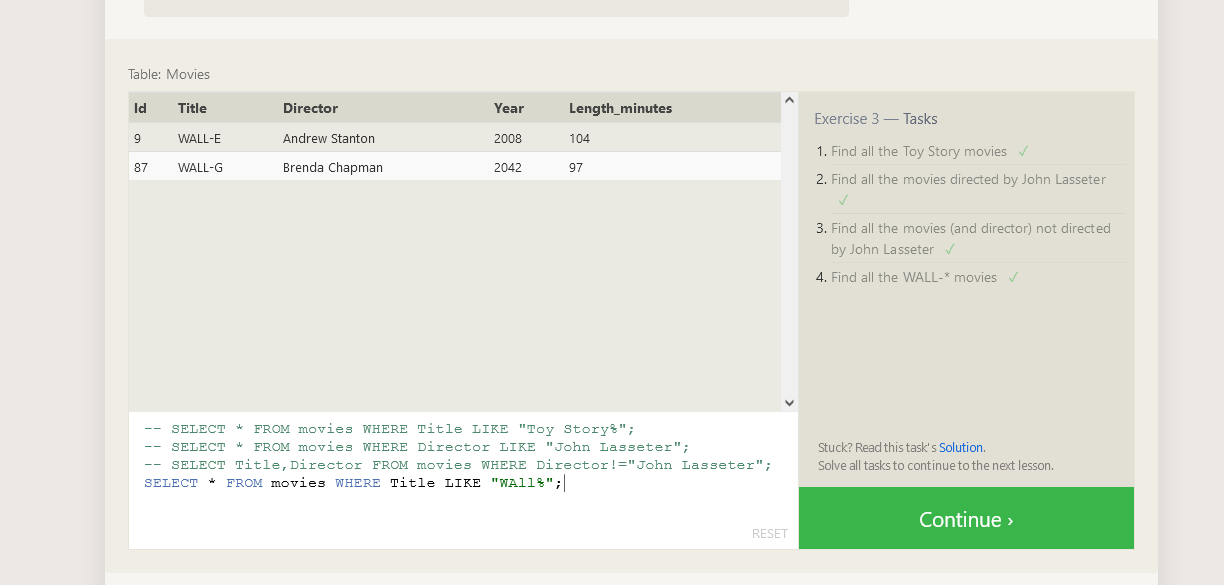 Table: Movies
Id Title Director Year Length_minutes
9 WALL-E Andrew Stanton 2008 104
87 WALL-G Brenda Chapman 2042 97
-- SELECT * FROM movies WHERE Title LIKE "Toy Story%";
-- SELECT * FROM movies WHERE Director LIKE "John Lasseter";
-- SELECT Title,Director FROM movies WHERE Director!="John Lasseter";
SELECT * FROM movies WHERE Title LIKE "WAll%";
RESET
Exercise 3 — Tasks
1. Find all the Toy Story movies ✓
2. Find all the movies directed by John Lasseter
✓
3. Find all the movies (and director) not directed
by John Lasseter ✓
4. Find all the WALL-* movies ✓
Stuck? Read this task's Solution.
Solve all tasks to continue to the next lesson.
Continue ›